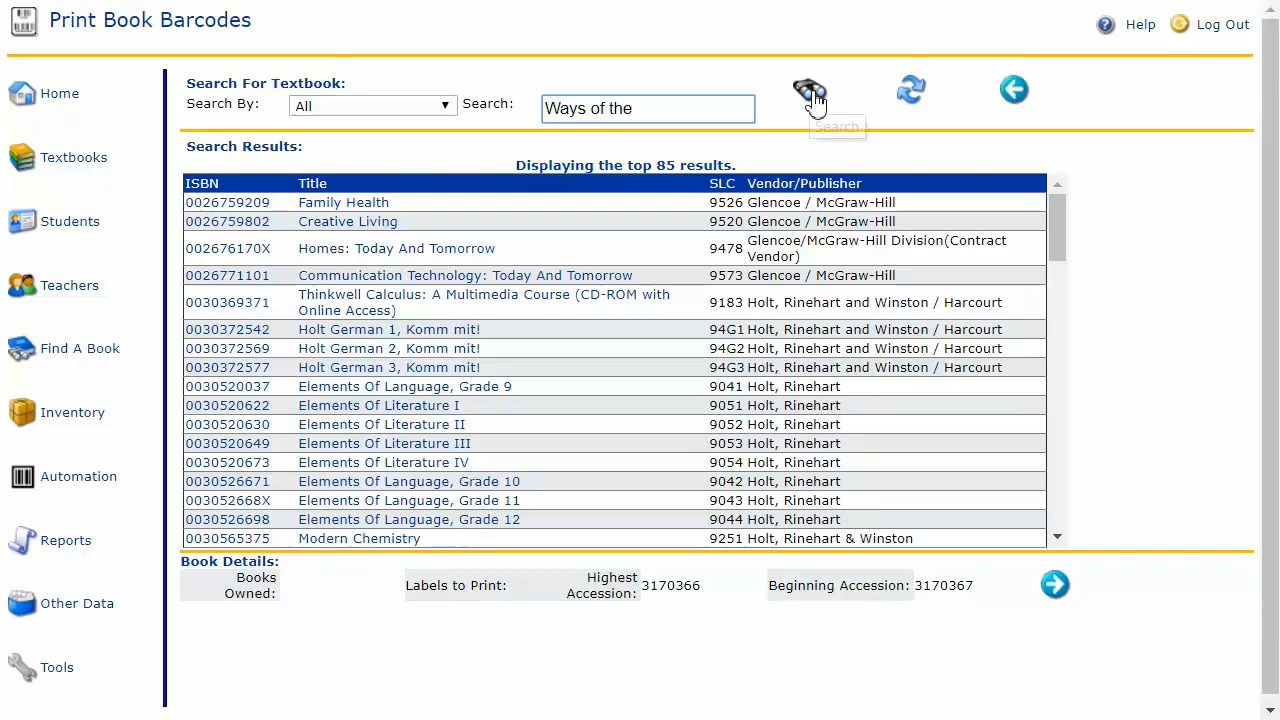 Print Book Barcodes
Help
Log Out
Home
Textbooks
Students
Teachers
Find A Book
Inventory
Automation
Reports
Other Data
Tools
Search For Textbook:
Search By: All Search: Ways of the
Search
Search Results:
Displaying the top 85 results.
ISBN Title SLC Vendor/Publisher
0026759209 Family Health 9526 Glencoe / McGraw-Hill
0026759802 Creative Living 9520 Glencoe / McGraw-Hill
002676170X Homes: Today And Tomorrow 9478 Glencoe/McGraw-Hill Division(Contract
Vendor)
0026771101 Communication Technology: Today And Tomorrow 9573 Glencoe / McGraw-Hill
0030369371 Thinkwell Calculus: A Multimedia Course (CD-ROM with
Online Access) 9183 Holt, Rinehart and Winston / Harcourt
0030372542 Holt German 1, Komm mit! 94G1 Holt, Rinehart and Winston / Harcourt
0030372569 Holt German 2, Komm mit! 94G2 Holt, Rinehart and Winston / Harcourt
0030372577 Holt German 3, Komm mit! 94G3 Holt, Rinehart and Winston / Harcourt
0030520037 Elements Of Language, Grade 9 9041 Holt, Rinehart
0030520622 Elements Of Literature I 9051 Holt, Rinehart
0030520630 Elements Of Literature II 9052 Holt, Rinehart
0030520649 Elements Of Literature III 9053 Holt, Rinehart
0030520673 Elements Of Literature IV 9054 Holt, Rinehart
0030526671 Elements Of Language, Grade 10 9042 Holt, Rinehart
003052668X Elements Of Language, Grade 11 9043 Holt, Rinehart
0030526698 Elements Of Language, Grade 12 9044 Holt, Rinehart
0030565375 Modern Chemistry 9251 Holt, Rinehart & Winston
Book Details:
Books
Owned:
Labels to Print:
Highest
Accession: 3170366
Beginning Accession: 3170367